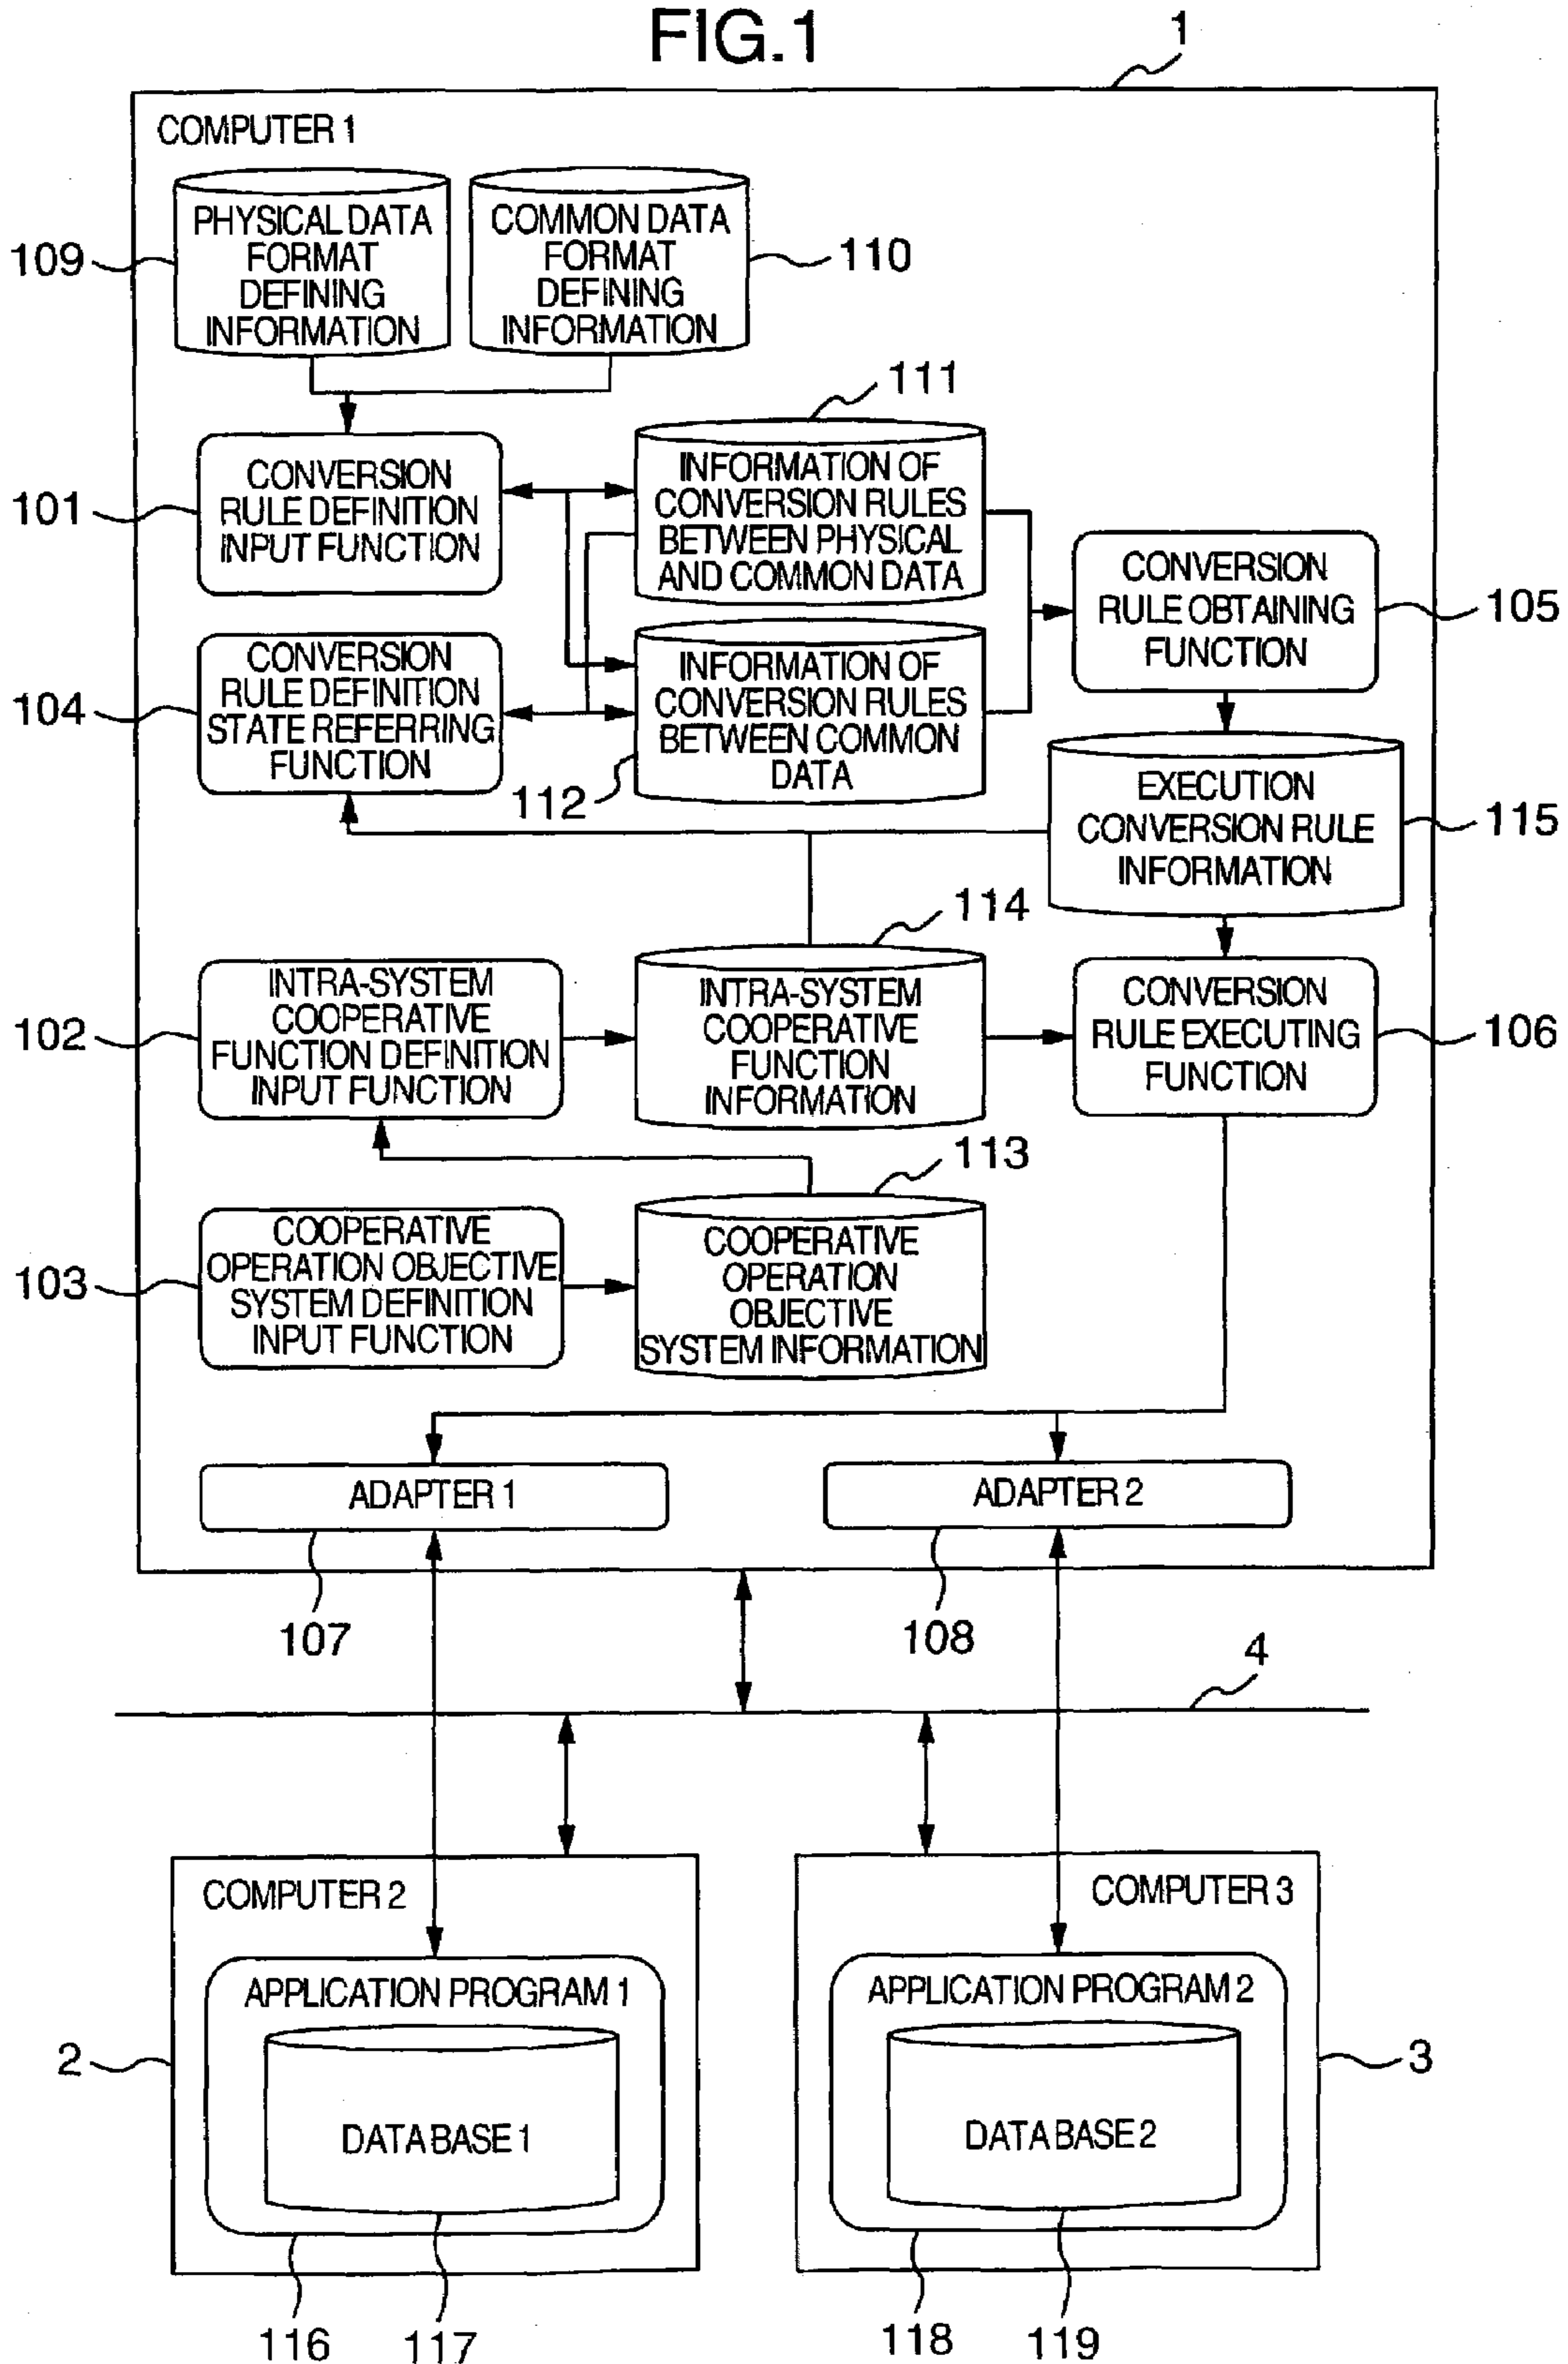 FIG.1
1
COMPUTER 1
PHYSICAL DATA
FORMAT
DEFINING
INFORMATION
109
COMMON DATA
FORMAT
DEFINING
INFORMATION
110
111
CONVERSION
RULE DEFINITION
INPUT FUNCTION
101
INFORMATION OF
CONVERSION RULES
BETWEEN PHYSICAL
AND COMMON DATA
CONVERSION
RULE OBTAINING
FUNCTION
105
CONVERSION
RULE DEFINITION
STATE REFERRING
FUNCTION
104
INFORMATION OF
CONVERSION RULES
BETWEEN COMMON
DATA
112
EXECUTION
CONVERSION RULE
INFORMATION
115
114
INTRA-SYSTEM
COOPERATIVE
FUNCTION DEFINITION
INPUT FUNCTION
102
INTRA-SYSTEM
COOPERATIVE
FUNCTION
INFORMATION
CONVERSION
RULE EXECUTING
FUNCTION
106
113
COOPERATIVE
OPERATION OBJECTIVE
SYSTEM DEFINITION
INPUT FUNCTION
103
COOPERATIVE
OPERATION
OBJECTIVE
SYSTEM INFORMATION
ADAPTER 1
ADAPTER 2
107
108
4
COMPUTER 2
COMPUTER 3
APPLICATION PROGRAM 1
APPLICATION PROGRAM 2
2
3
DATA BASE 1
DATA BASE 2
116
117
118
119